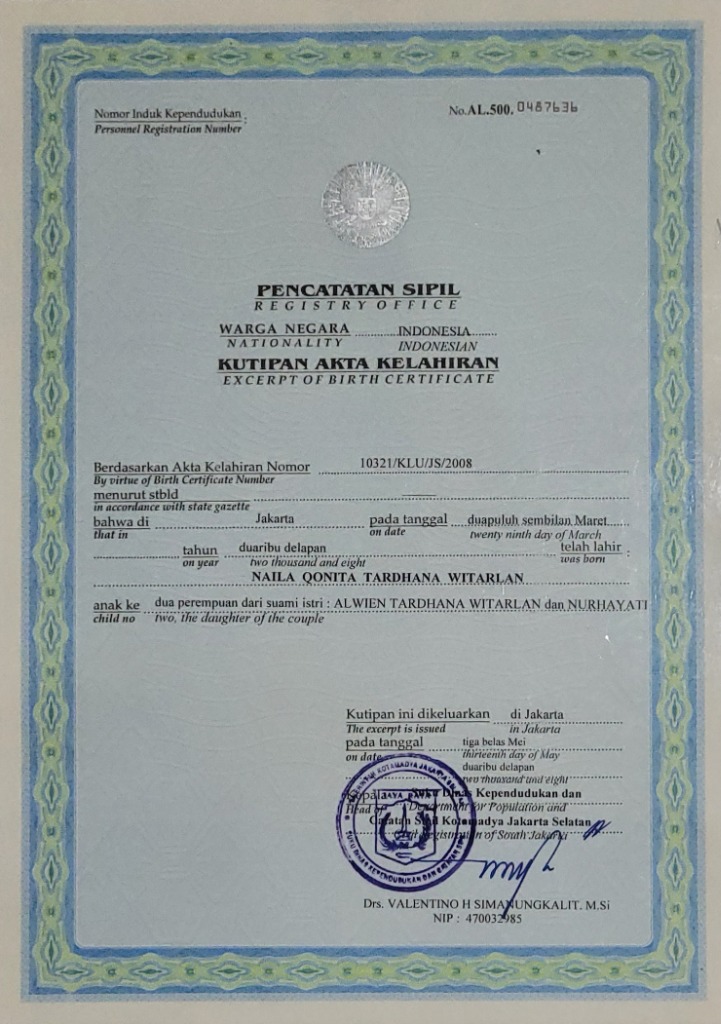 Nomor Induk Kependudukan :
Personnel Registration Number
No.AL.500. 0487636
PENCATATAN SIPIL
REGISTRY OFFICE
WARGA NEGARA INDONESIA
NATIONALITY INDONESIAN
KUTIPAN AKTA KELAHIRAN
EXCERPT OF BIRTH CERTIFICATE
Berdasarkan Akta Kelahiran Nomor 10321/KLU/JS/2008
By virtue of Birth Certificate Number
menurut stbld
in accordance with state gazette
bahwa di Jakarta pada tanggal duapuluh sembilan Maret
that in on date twenty ninth day of March
tahun duaribu delapan telah lahir :
on year two thousand and eight was born
NAILA QONITA TARDHANA WITARLAN
anak ke dua perempuan dari suami istri : ALWIEN TARDHANA WITARLAN dan NURHAYATI
child no two, the daughter of the couple
Kutipan ini dikeluarkan di Jakarta
The excerpt is issued in Jakarta
pada tanggal tiga belas Mei
on date thirteenth day of May
duaribu delapan
two thousand and eight
Kepala Suku Dinas Kependudukan dan
Head of Department for Population and
Catatan Sipil Kotamadya Jakarta Selatan
Civil Registration of South Jakarta
JAYA RAYA
Drs. VALENTINO H SIMANUNGKALIT. M.Si
NIP : 470032985